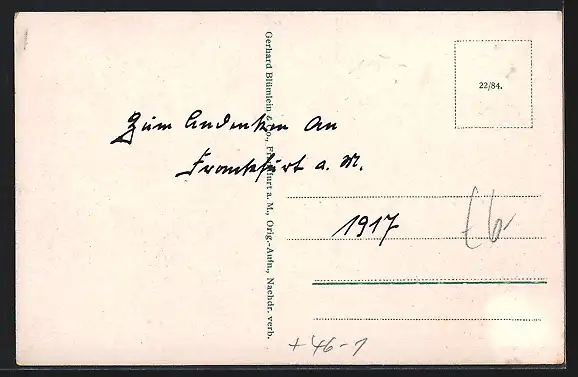 Zum Andenken an
Frankfurt a. M.
1917
Gerhard Blümlein & Co., Frankfurt a. M., Orig.-Aufn., Nachdr. verb.
22/84.
+46-1